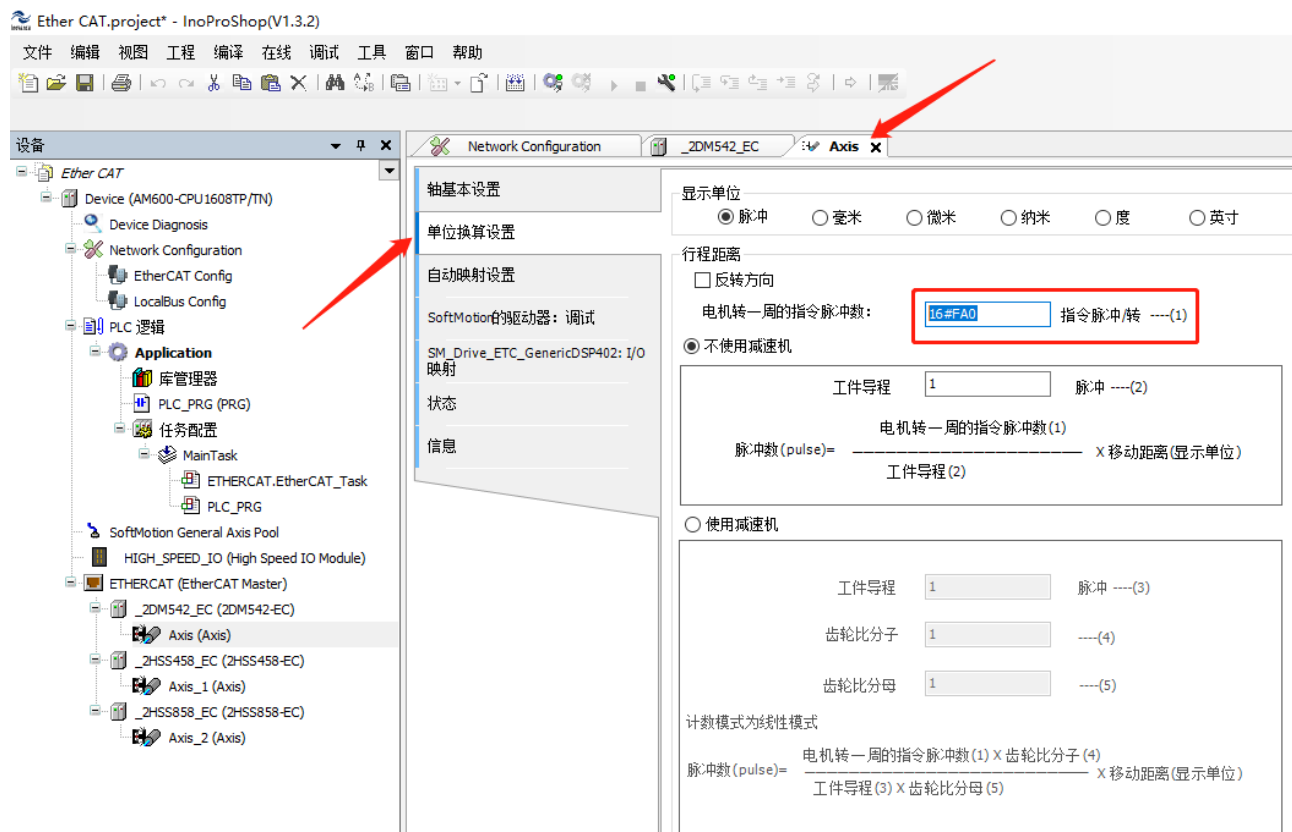 Ether CAT.project* - InoProShop(V1.3.2)
文件 编辑 视图 工程 编译 在线 调试 工具 窗口 帮助
设备
Ether CAT
Device (AM600-CPU1608TP/TN)
Device Diagnosis
Network Configuration
EtherCAT Config
LocalBus Config
PLC 逻辑
Application
库管理器
PLC_PRG (PRG)
任务配置
MainTask
ETHERCAT.EtherCAT_Task
PLC_PRG
SoftMotion General Axis Pool
HIGH_SPEED_IO (High Speed IO Module)
ETHERCAT (EtherCAT Master)
_2DM542_EC (2DM542-EC)
Axis (Axis)
_2HSS458_EC (2HSS458-EC)
Axis_1 (Axis)
_2HSS858_EC (2HSS858-EC)
Axis_2 (Axis)
Network Configuration _2DM542_EC Axis
轴基本设置
单位换算设置
自动映射设置
SoftMotion的驱动器：调试
SM_Drive_ETC_GenericDSP402: I/O
映射
状态
信息
显示单位
脉冲 毫米 微米 纳米 度 英寸
行程距离
反转方向
电机转一周的指令脉冲数： 16#FA0 指令脉冲/转 ----(1)
不使用减速机
工件导程 1 脉冲 ----(2)
电机转一周的指令脉冲数(1)
脉冲数(pulse)= X 移动距离(显示单位)
工件导程(2)
使用减速机
工件导程 1 脉冲 ----(3)
齿轮比分子 1 ----(4)
齿轮比分母 1 ----(5)
计数模式为线性模式
电机转一周的指令脉冲数(1) X 齿轮比分子(4)
脉冲数(pulse)= X 移动距离(显示单位)
工件导程(3) X 齿轮比分母(5)